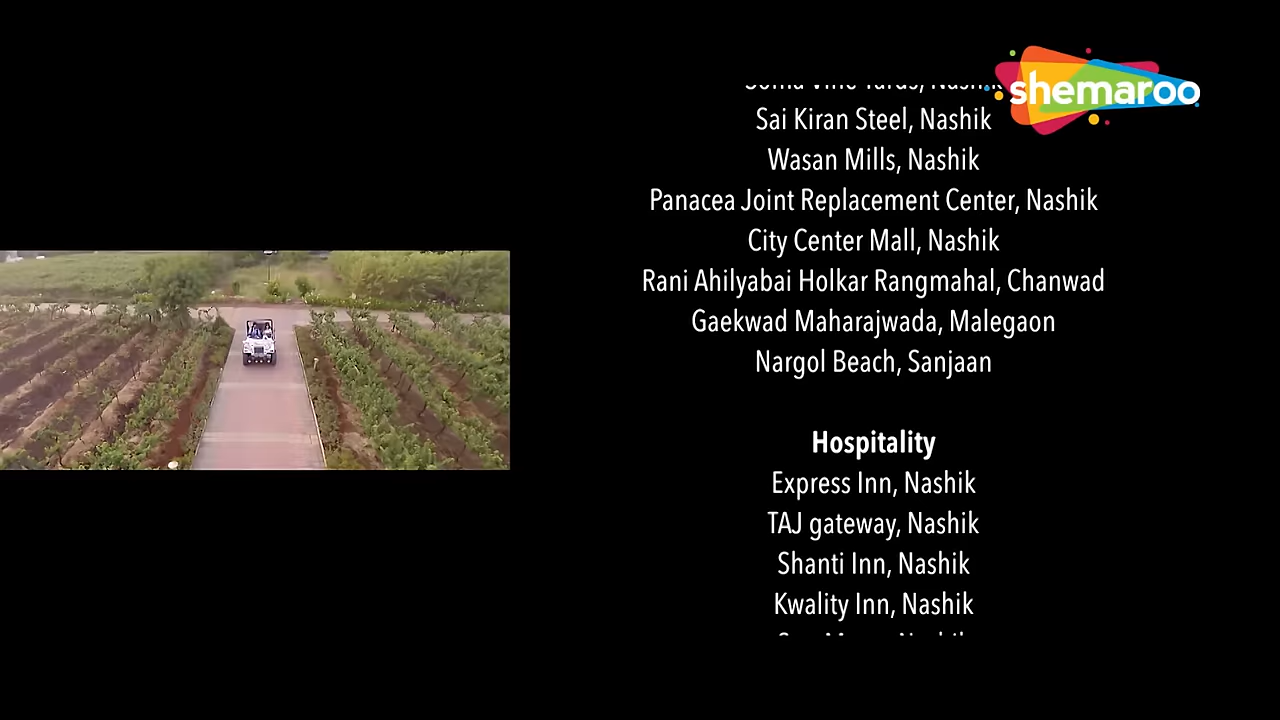 shemaroo
Nashik
Sai Kiran Steel, Nashik
Wasan Mills, Nashik
Panacea Joint Replacement Center, Nashik
City Center Mall, Nashik
Rani Ahilyabai Holkar Rangmahal, Chanwad
Gaekwad Maharajwada, Malegaon
Nargol Beach, Sanjaan
Hospitality
Express Inn, Nashik
TAJ gateway, Nashik
Shanti Inn, Nashik
Kwality Inn, Nashik